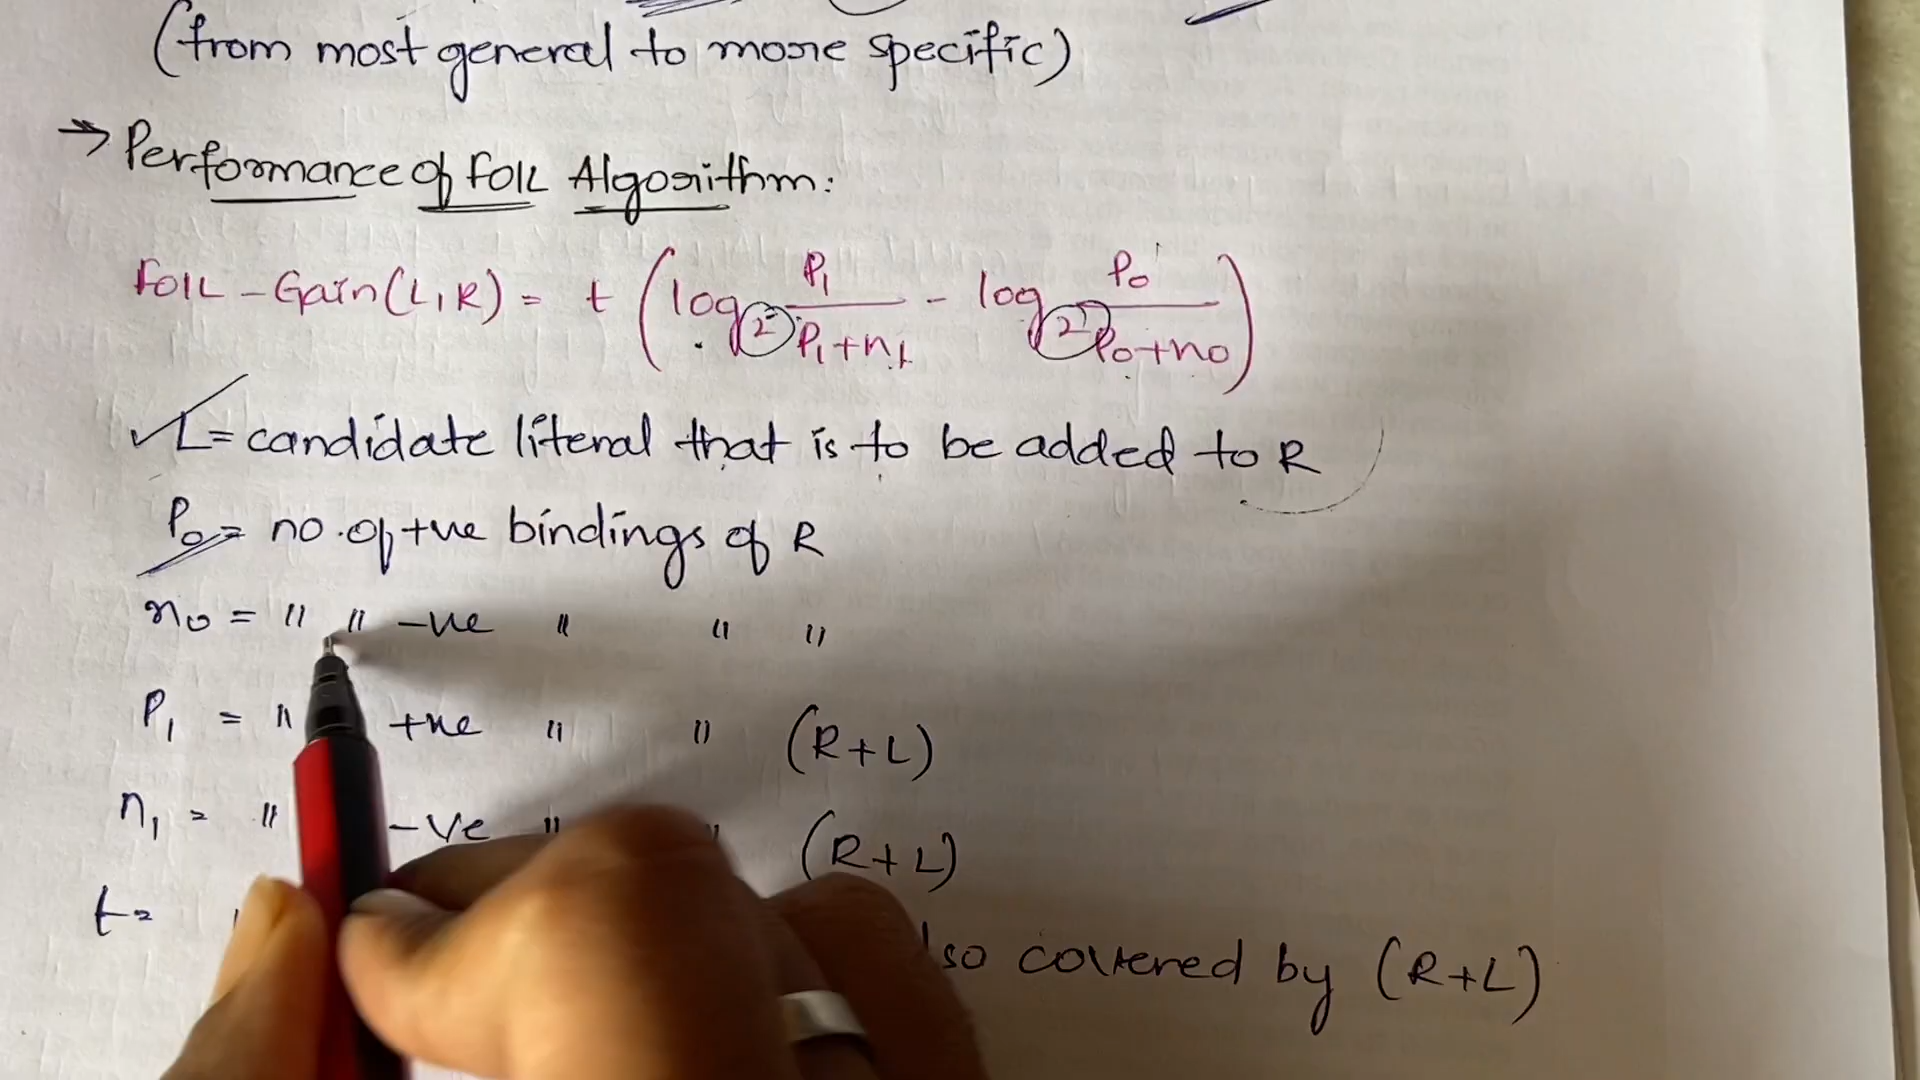 (from most general to more specific)
→ Performance of FOIL Algorithm:
FOIL - Gain(L,R) = t (log2 P1/P1+n1 - log2 P0/P0+n0)
L = candidate literal that is to be added to R
P0 = no. of +ve bindings of R
n0 = " " -ve " " "
P1 = " +ve " " (R+L)
n1 = " -ve " " (R+L)
t =
so covered by (R+L)